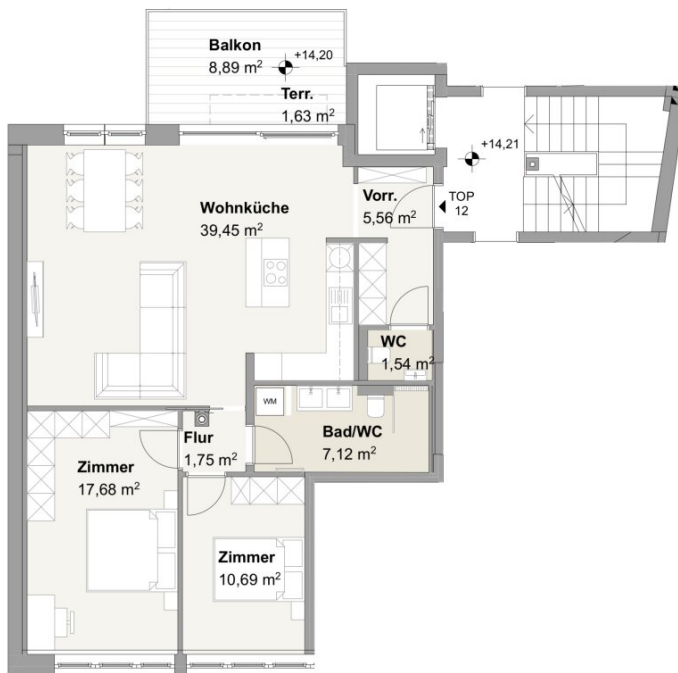 Balkon
8,89 m²
+14,20
Terr.
1,63 m²
+14,21
Vorr.
5,56 m²
TOP
12
Wohnküche
39,45 m²
WC
1,54 m²
WM
Bad/WC
7,12 m²
Flur
1,75 m²
Zimmer
17,68 m²
Zimmer
10,69 m²